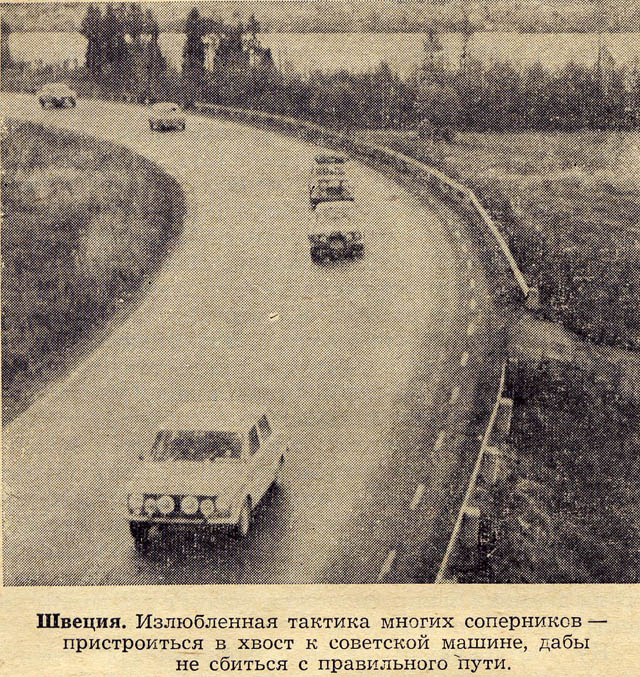 Швеция. Излюбленная тактика многих соперников —
пристроиться в хвост к советской машине, дабы
не сбиться с правильного пути.